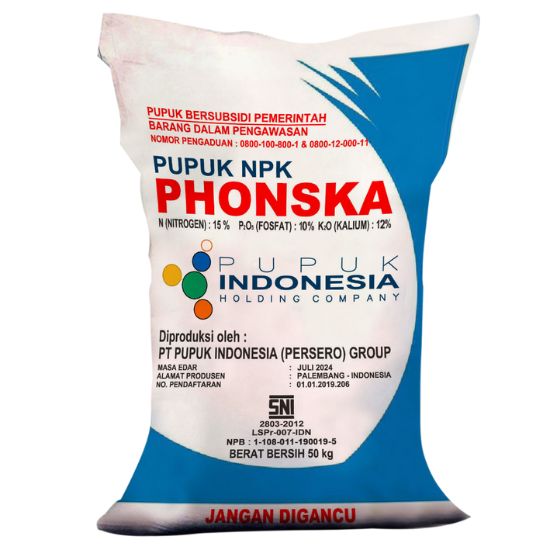 PUPUK BERSUBSIDI PEMERINTAH
BARANG DALAM PENGAWASAN
NOMOR PENGADUAN : 0800-100-800-1 & 0800-12-000-11
PUPUK NPK
PHONSKA
N (NITROGEN) : 15 % P₂O₅ (FOSFAT) : 10% K₂O (KALIUM) : 12%
PUPUK
INDONESIA
HOLDING COMPANY
Diproduksi oleh :
PT PUPUK INDONESIA (PERSERO) GROUP
MASA EDAR : JULI 2024
ALAMAT PRODUSEN : PALEMBANG - INDONESIA
NO. PENDAFTARAN : 01.01.2019.206
SNI
2803-2012
LSPr-007-IDN
NPB : 1-108-011-190019-5
BERAT BERSIH 50 kg
JANGAN DIGANCU